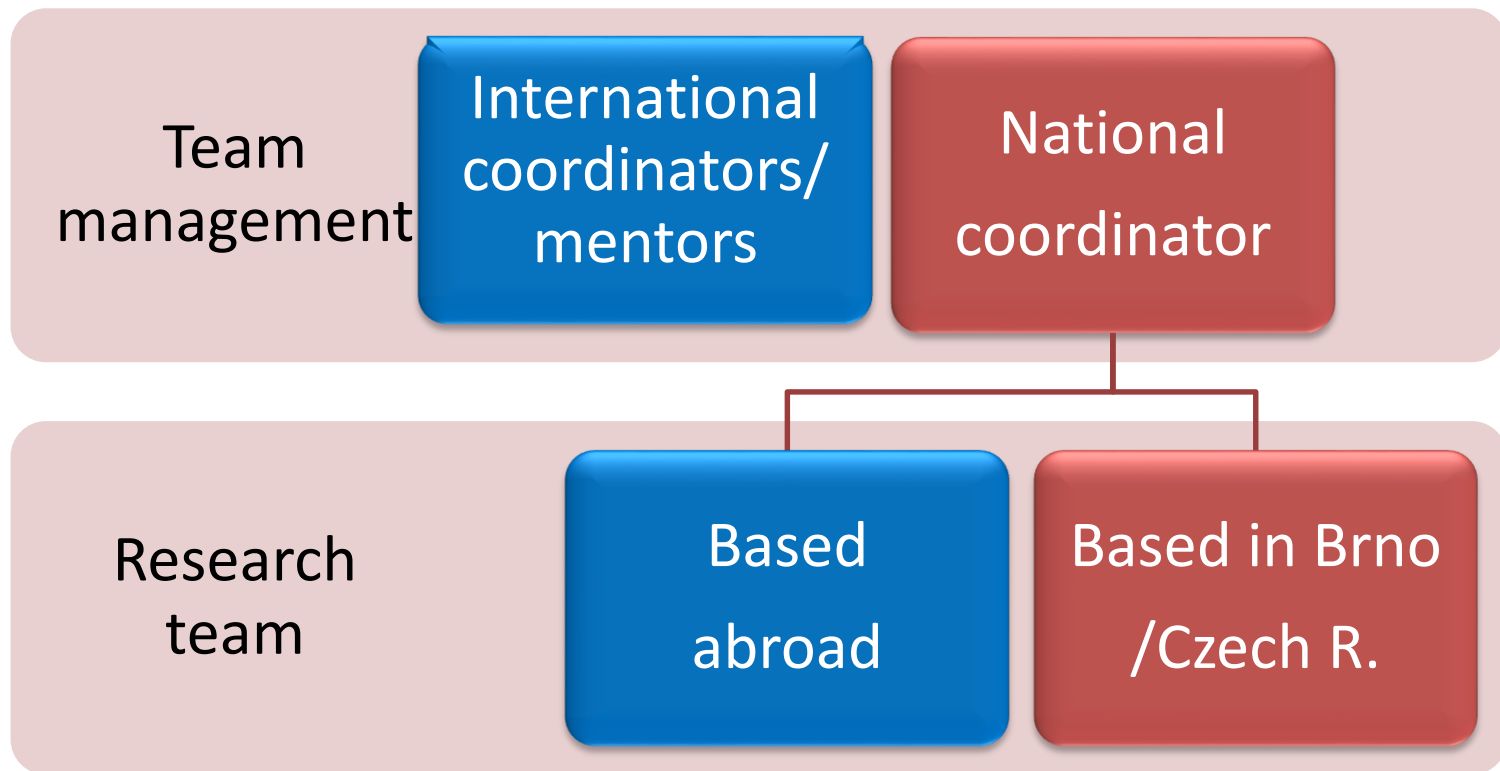 Team
management
International
coordinators/
mentors
National
coordinator
Research
team
Based
abroad
Based in Brno
/Czech R.